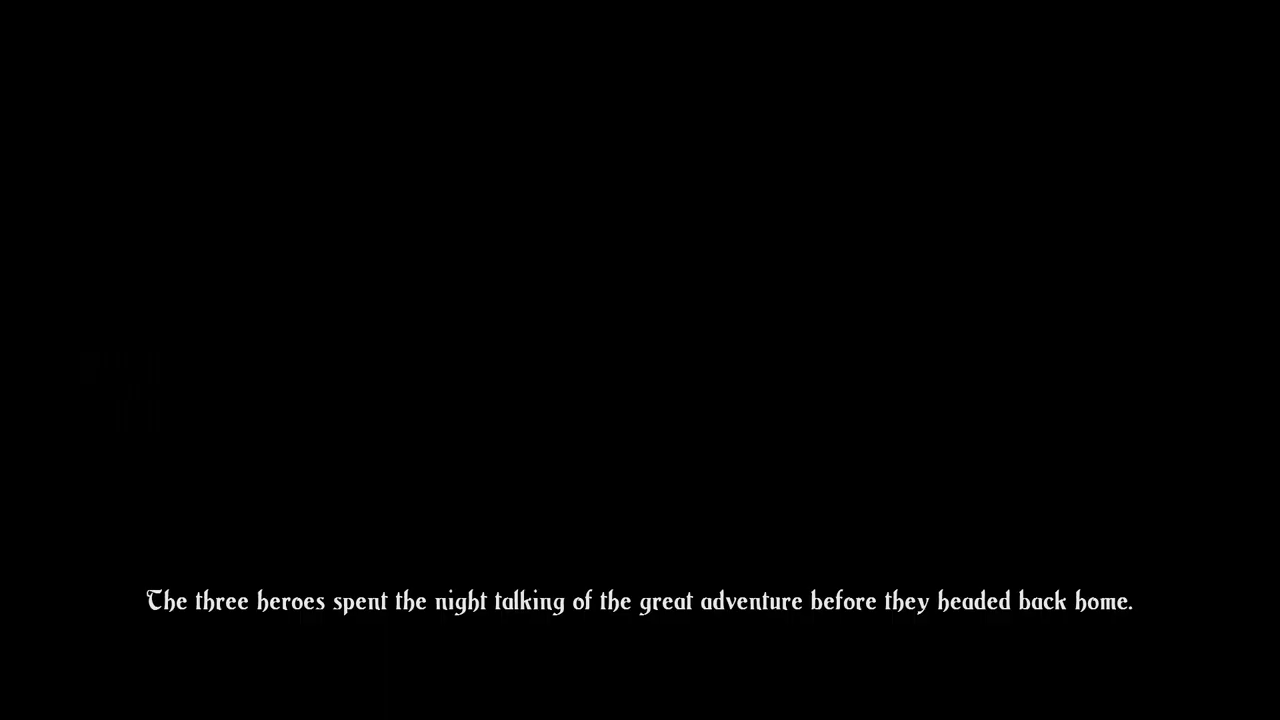 The three heroes spent the night talking of the great adventure before they headed back home.